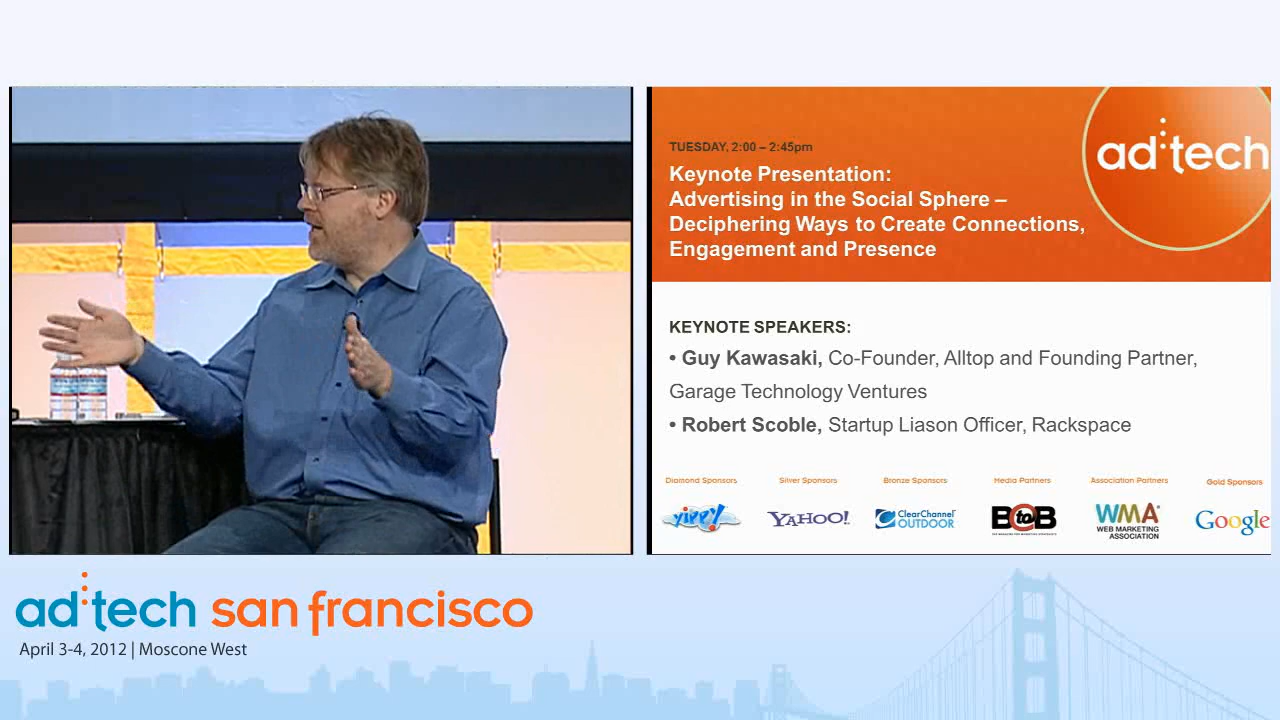 TUESDAY, 2:00 – 2:45pm
Keynote Presentation:
Advertising in the Social Sphere –
Deciphering Ways to Create Connections,
Engagement and Presence
ad:tech
KEYNOTE SPEAKERS:
• Guy Kawasaki, Co-Founder, Alltop and Founding Partner,
Garage Technology Ventures
• Robert Scoble, Startup Liason Officer, Rackspace
Diamond Sponsors
Silver Sponsors
Bronze Sponsors
Media Partners
Association Partners
Gold Sponsors
yippy
YAHOO!
ClearChannel
OUTDOOR
BtoB
WMA
WEB MARKETING
ASSOCIATION
Google
ad:tech san francisco
April 3-4, 2012 | Moscone West